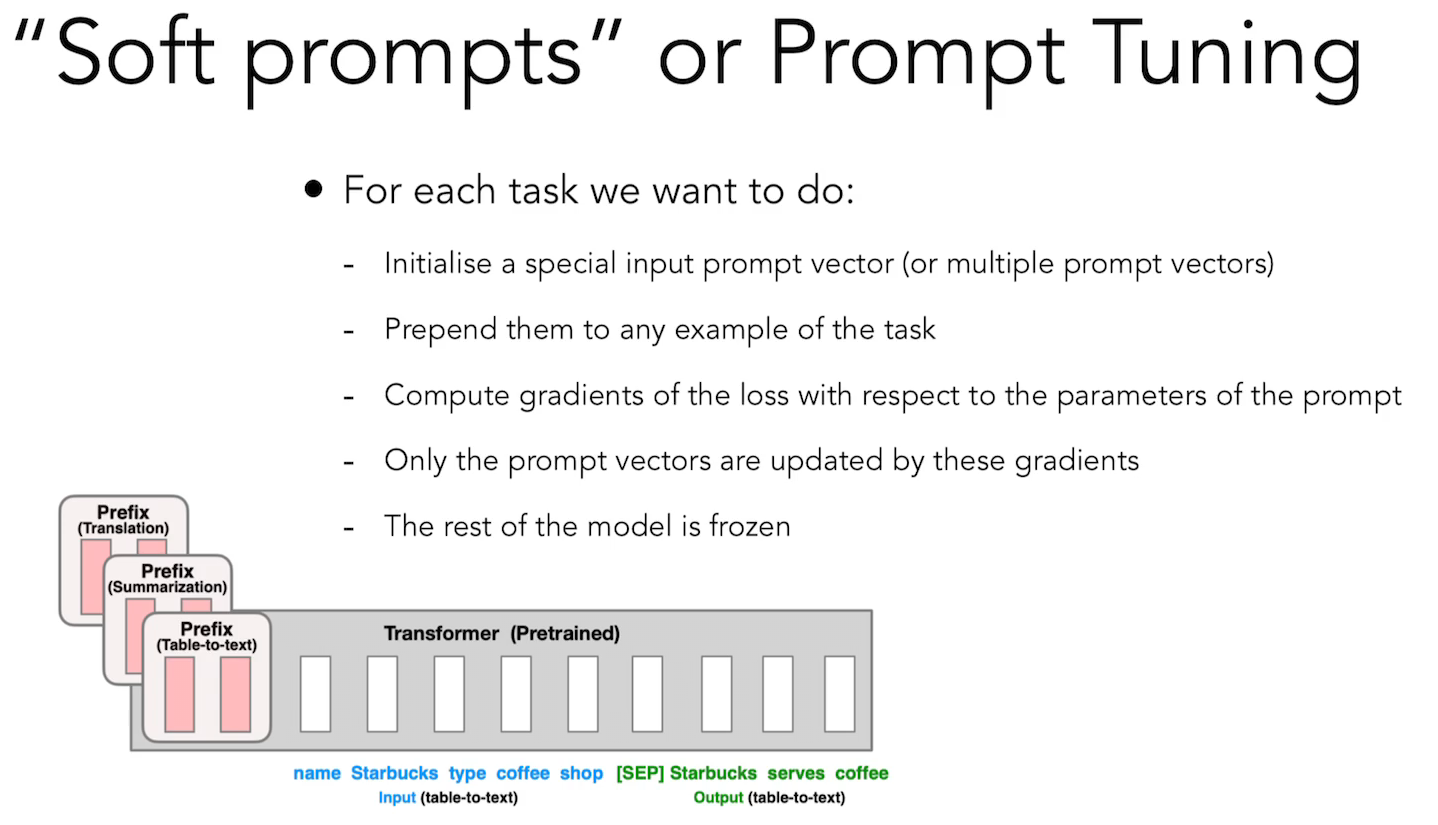 “Soft prompts” or Prompt Tuning
● For each task we want to do:
- Initialise a special input prompt vector (or multiple prompt vectors)
- Prepend them to any example of the task
- Compute gradients of the loss with respect to the parameters of the prompt
- Only the prompt vectors are updated by these gradients
- The rest of the model is frozen
Prefix
(Translation)
Prefix
(Summarization)
Prefix
(Table-to-text)
Transformer (Pretrained)
name Starbucks type coffee shop [SEP] Starbucks serves coffee
Input (table-to-text) Output (table-to-text)